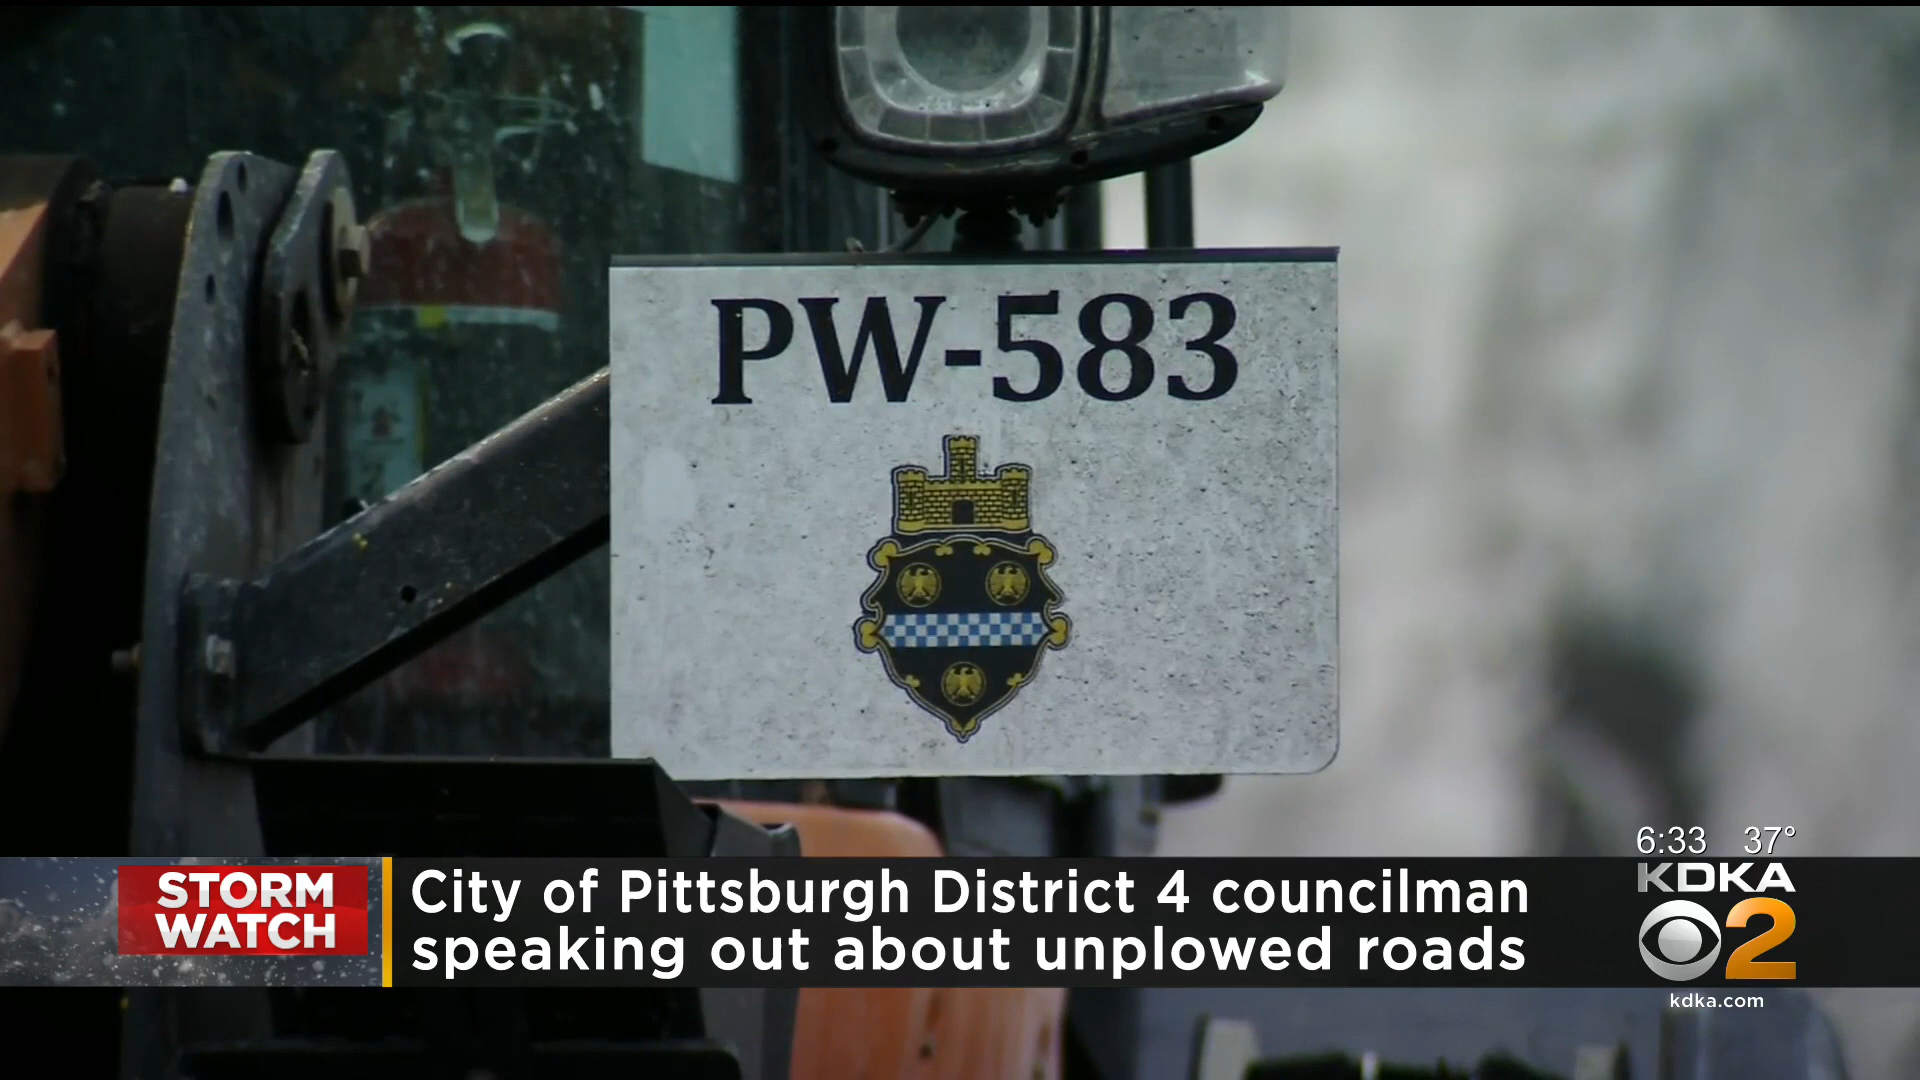 PW-583
6:33 37°
STORM
WATCH
City of Pittsburgh District 4 councilman
speaking out about unplowed roads
KDKA
2
kdka.com